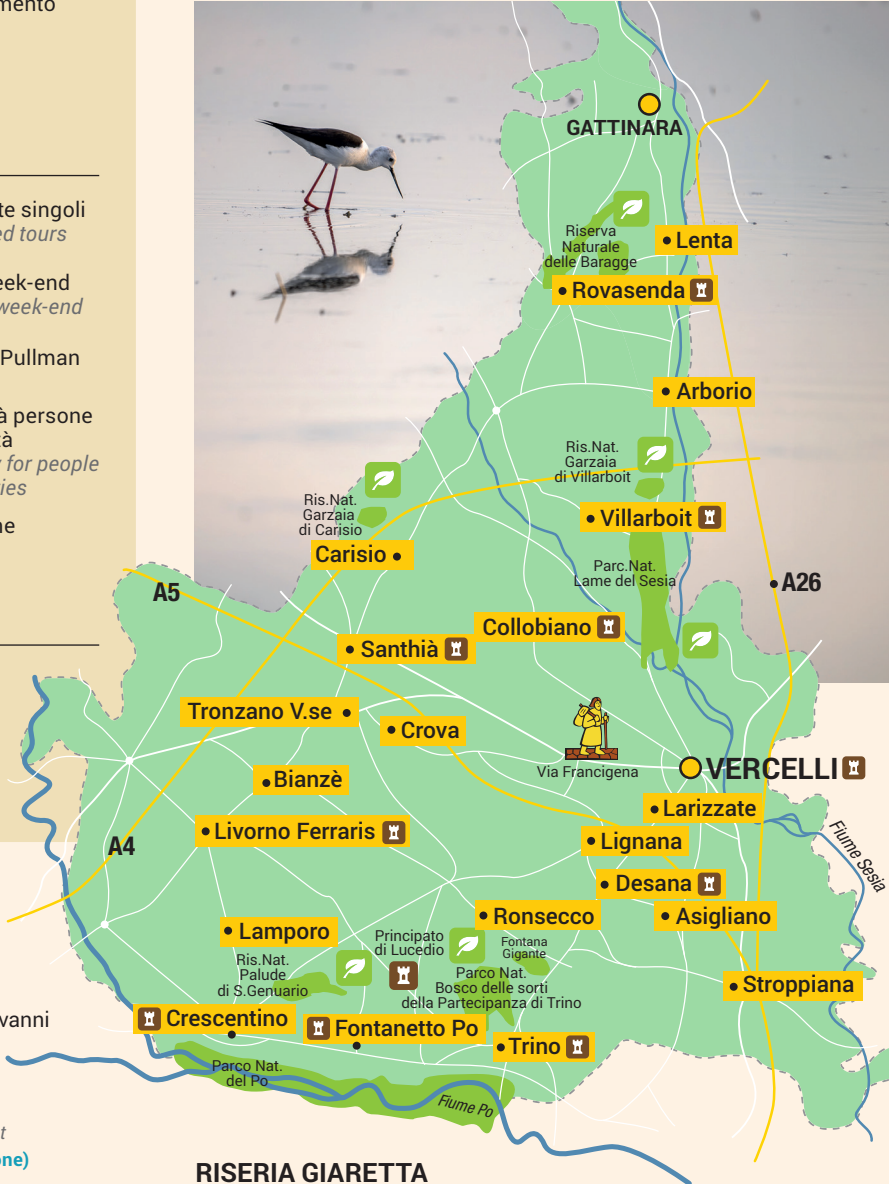 mento
te singoli
ed tours
eek-end
week-end
Pullman
à persone
tà
for people
ies
ne
vanni
t
one)
GATTINARA
Riserva
Naturale
delle Baragge
Lenta
Rovasenda
Arborio
Ris.Nat.
Garzaia
di Villarboit
Ris.Nat.
Garzaia
di Carisio
Villarboit
Carisio
Parc.Nat.
Lame del Sesia
A5
A26
Collobiano
Santhià
Tronzano V.se
Crova
Via Francigena
VERCELLI
Bianzè
Larizzate
Livorno Ferraris
Lignana
A4
Fiume Sesia
Desana
Ronsecco
Asigliano
Lamporo
Principato
di Lucedio
Fontana
Gigante
Ris.Nat.
Palude
di S.Genuario
Parco Nat.
Bosco delle sorti
della Partecipanza di Trino
Stroppiana
Crescentino
Fontanetto Po
Trino
Parco Nat.
del Po
Fiume Po
RISERIA GIARETTA